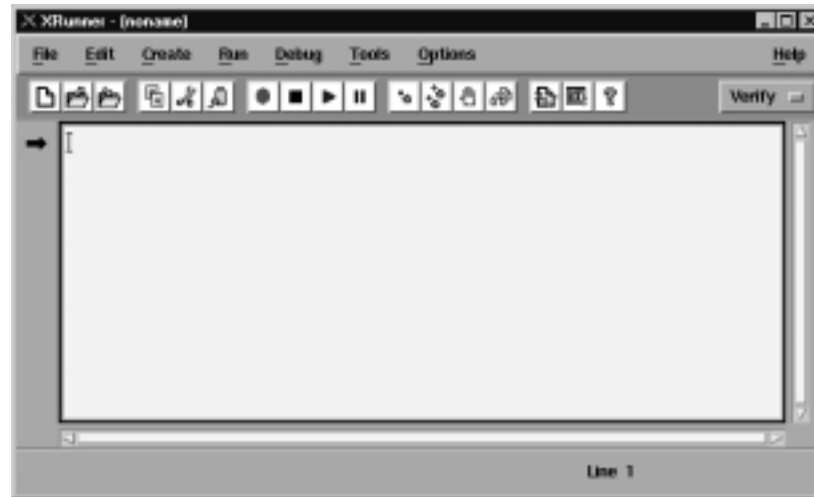 XRunner - [noname]
File Edit Create Run Debug Tools Options Help
Verify
Line 1